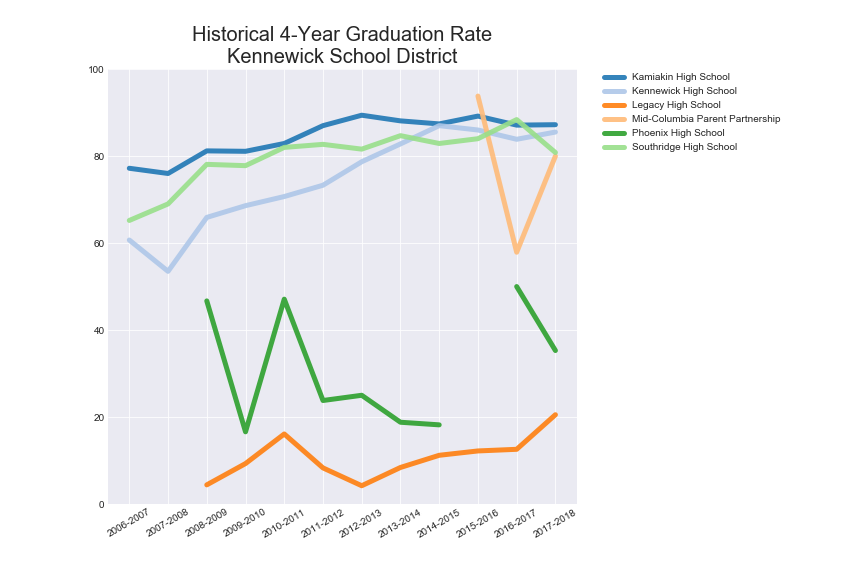 Historical 4-Year Graduation Rate
Kennewick School District
100
80
60
40
20
0
2006-2007
2007-2008
2008-2009
2009-2010
2010-2011
2011-2012
2012-2013
2013-2014
2014-2015
2015-2016
2016-2017
2017-2018
Kamiakin High School
Kennewick High School
Legacy High School
Mid-Columbia Parent Partnership
Phoenix High School
Southridge High School